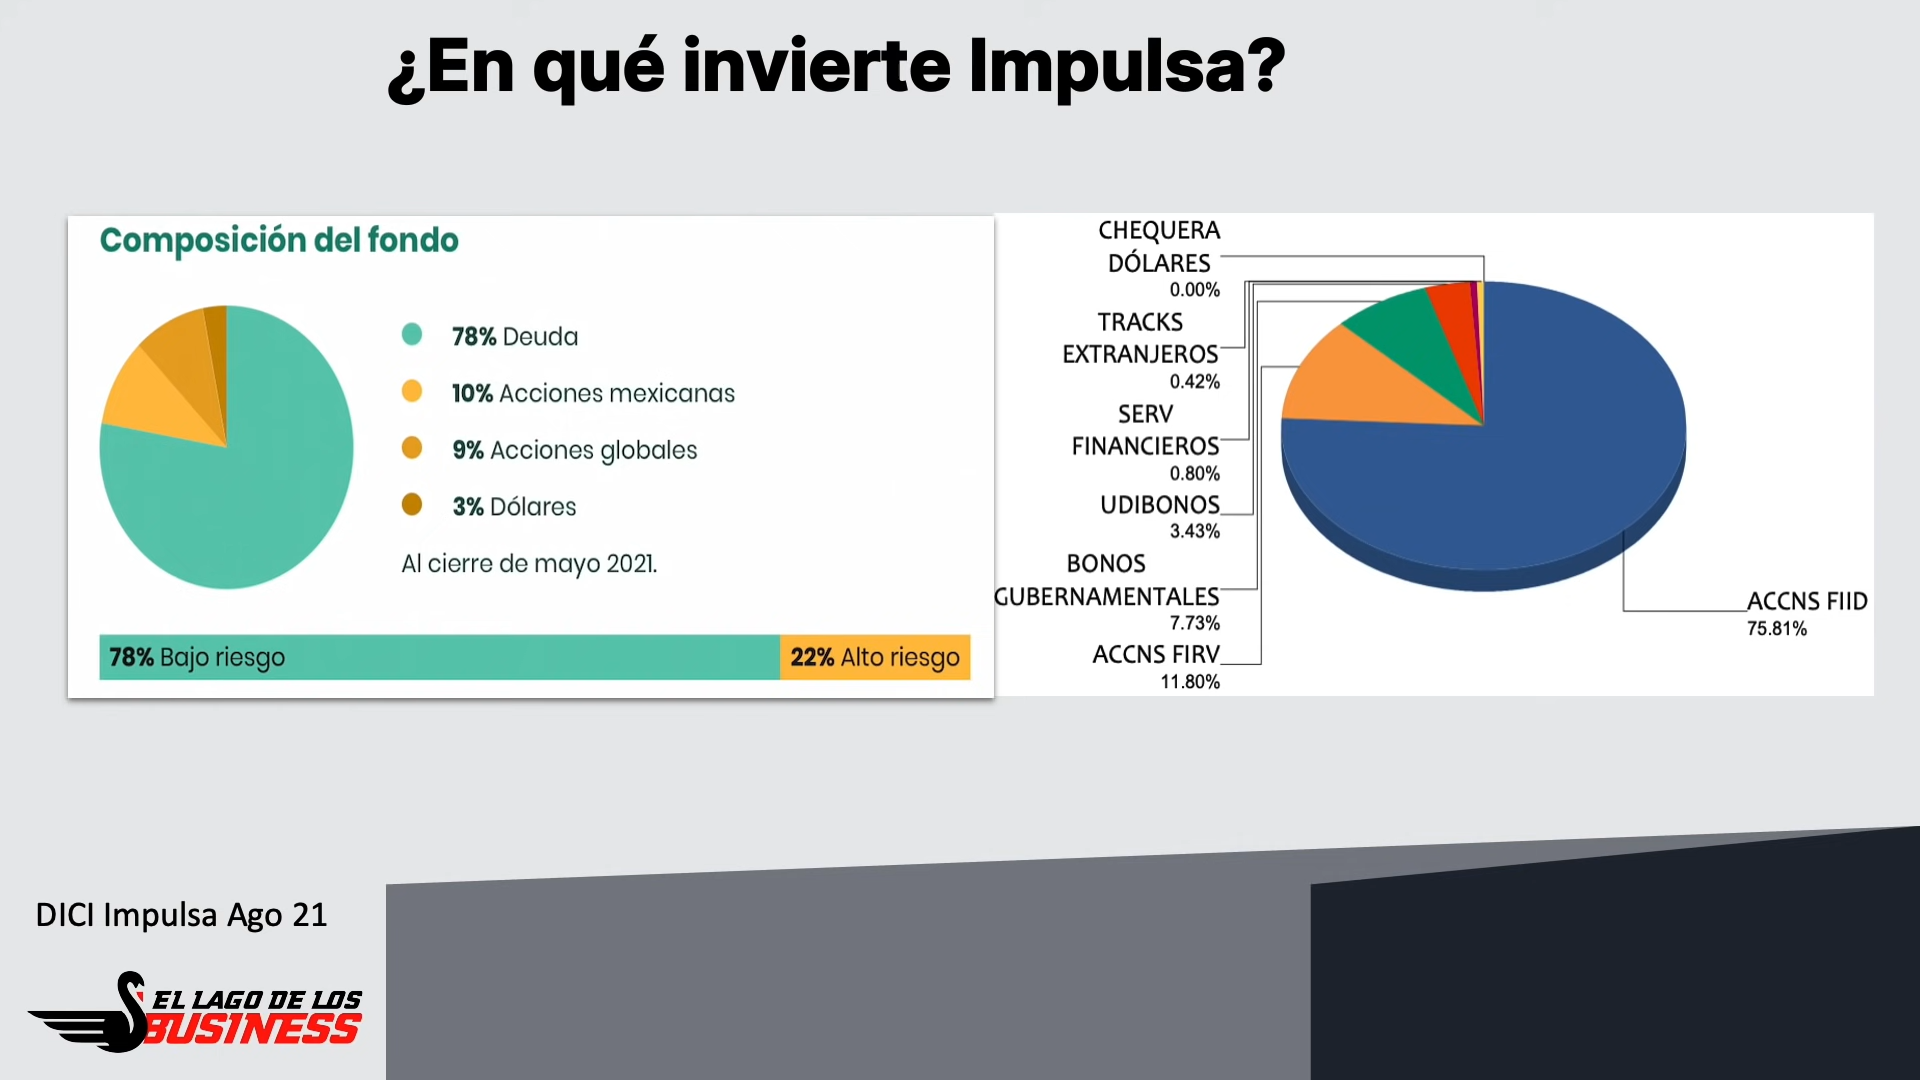 ¿En qué invierte Impulsa?
Composición del fondo
78% Deuda
10% Acciones mexicanas
9% Acciones globales
3% Dólares
Al cierre de mayo 2021.
78% Bajo riesgo
22% Alto riesgo
CHEQUERA
DÓLARES
0.00%
TRACKS
EXTRANJEROS
0.42%
SERV
FINANCIEROS
0.80%
UDIBONOS
3.43%
BONOS
GUBERNAMENTALES
7.73%
ACCNS FIRV
11.80%
ACCNS FIID
75.81%
DICI Impulsa Ago 21
EL LAGO DE LOS
BUSINESS